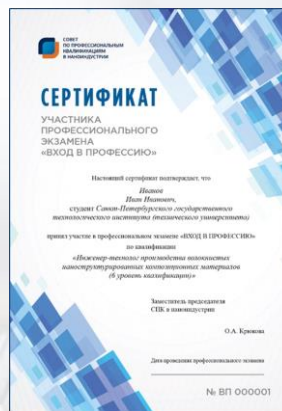 СОВЕТ
ПО ПРОФЕССИОНАЛЬНЫМ
КВАЛИФИКАЦИЯМ
В НАНОИНДУСТРИИ
СЕРТИФИКАТ
УЧАСТНИКА
ПРОФЕССИОНАЛЬНОГО
ЭКЗАМЕНА
«ВХОД В ПРОФЕССИЮ»
Настоящий сертификат подтверждает, что
Иванов
Иван Иванович,
студент Санкт-Петербургского государственного
технологического института (технического университета)
принял участие в профессиональном экзамене «ВХОД В ПРОФЕССИЮ»
по квалификации
«Инженер-технолог производства волокнистых
наноструктурированных композиционных материалов
(6 уровень квалификации)»
Заместитель председателя
СПК в наноиндустрии
О.А. Крюкова
Дата проведения профессионального экзамена
№ ВП 000001